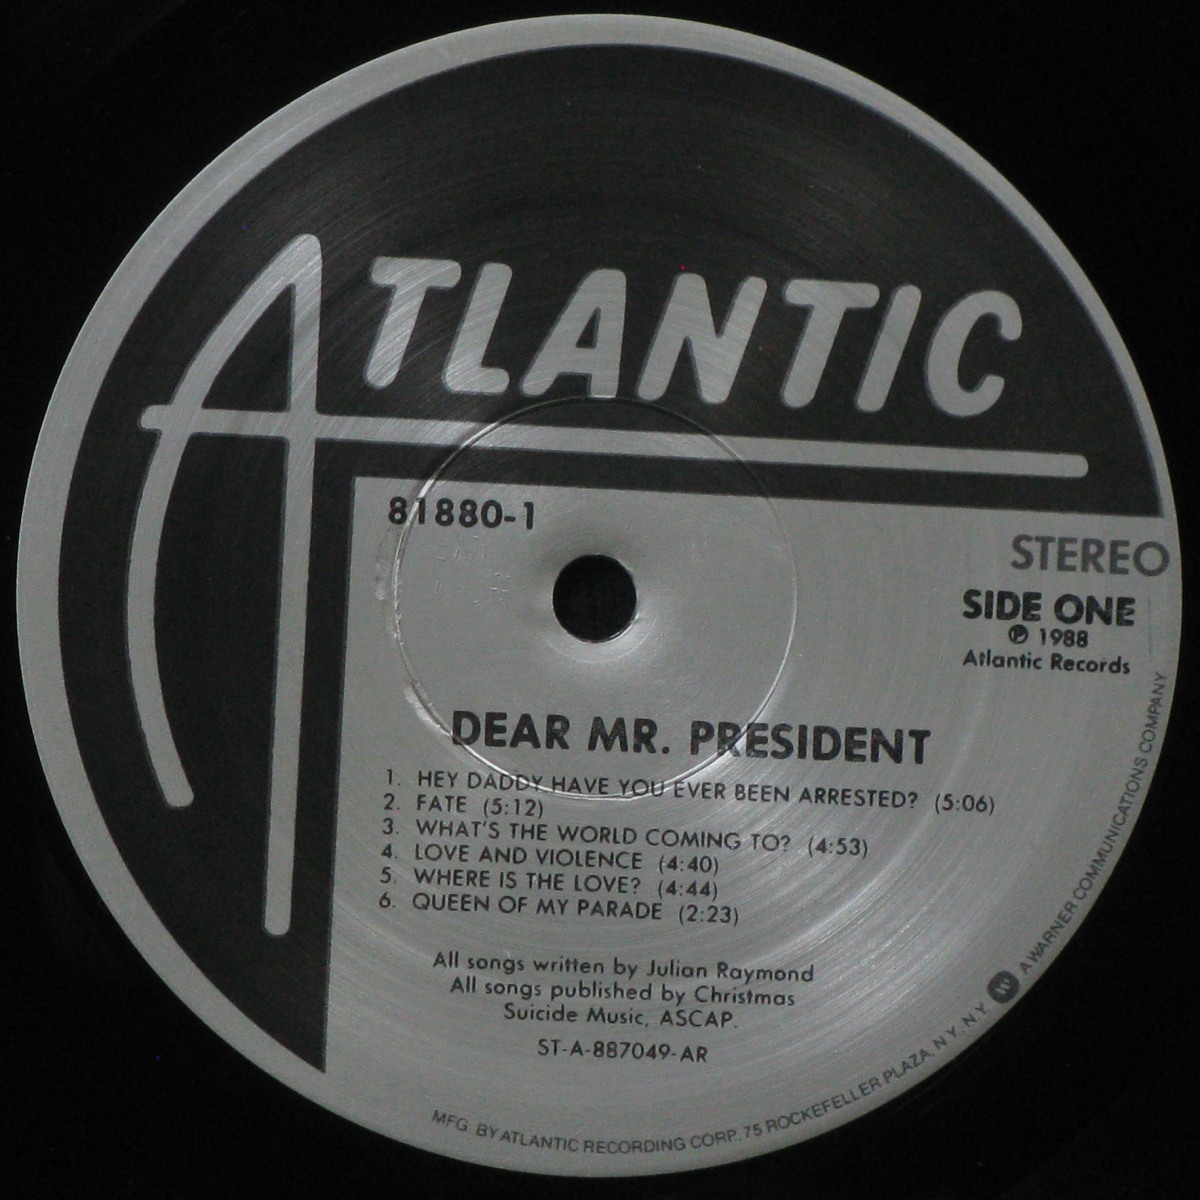 ATLANTIC
81880-1
STEREO
SIDE ONE
℗ 1988
Atlantic Records
DEAR MR. PRESIDENT
1. HEY DADDY HAVE YOU EVER BEEN ARRESTED? (5:06)
2. FATE (5:12)
3. WHAT'S THE WORLD COMING TO? (4:53)
4. LOVE AND VIOLENCE (4:40)
5. WHERE IS THE LOVE? (4:44)
6. QUEEN OF MY PARADE (2:23)
All songs written by Julian Raymond
All songs published by Christmas
Suicide Music, ASCAP.
ST-A-887049-AR
MFG. BY ATLANTIC RECORDING CORP., 75 ROCKEFELLER PLAZA, N.Y., N.Y. W A WARNER COMMUNICATIONS COMPANY